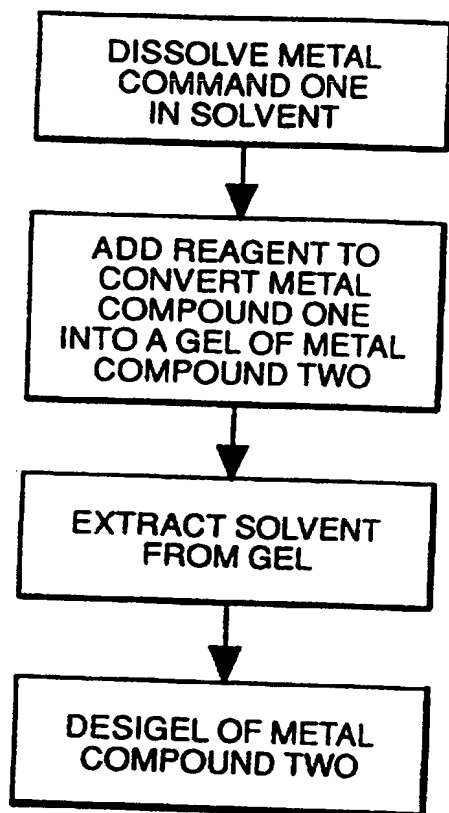 DISSOLVE METAL
COMMAND ONE
IN SOLVENT
ADD REAGENT TO
CONVERT METAL
COMPOUND ONE
INTO A GEL OF METAL
COMPOUND TWO
EXTRACT SOLVENT
FROM GEL
DESIGEL OF METAL
COMPOUND TWO